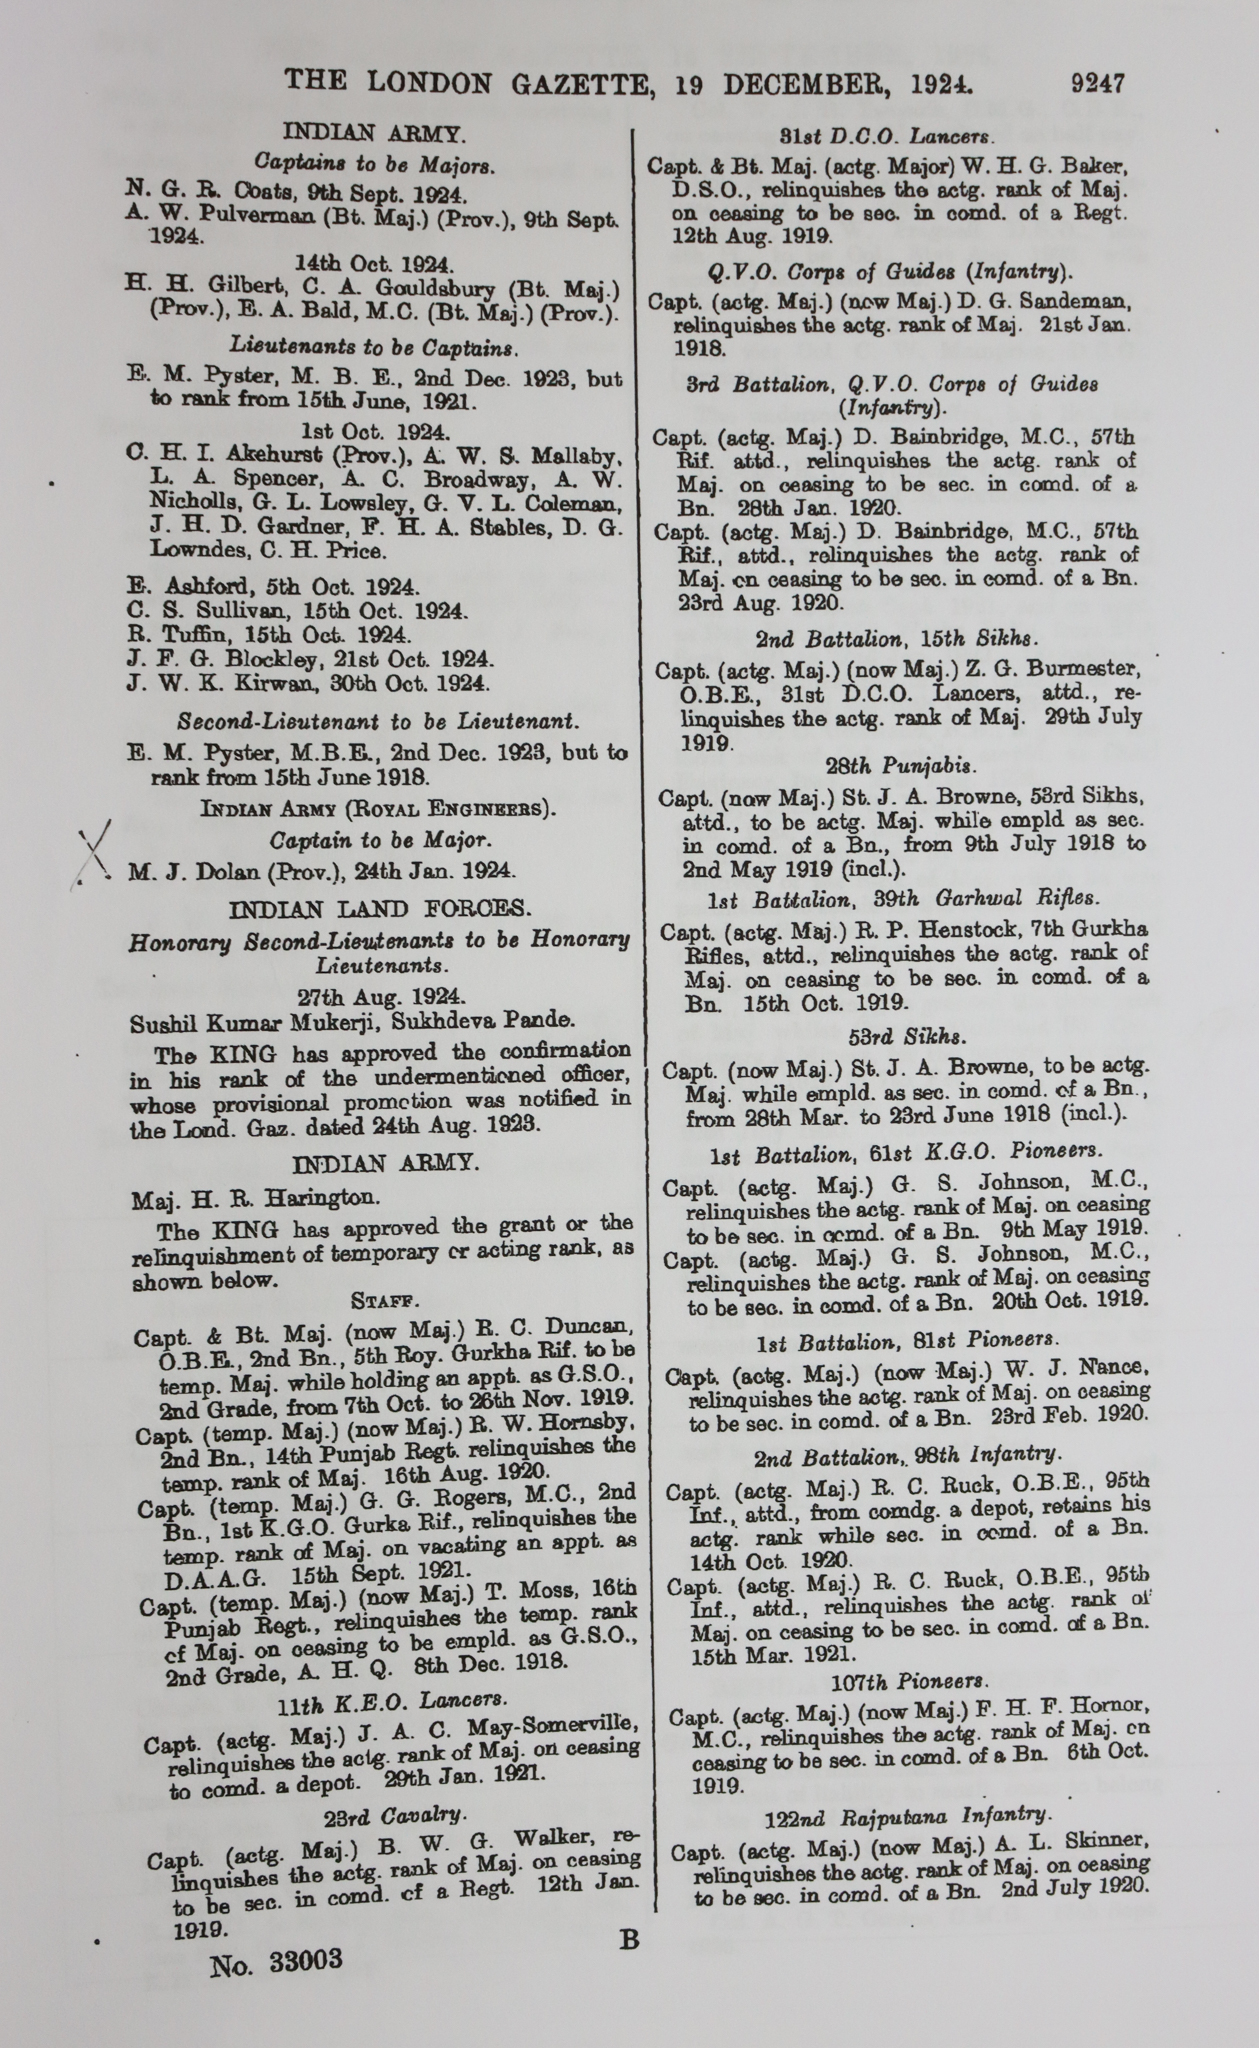 THE LONDON GAZETTE, 19 DECEMBER, 1924. 9247
INDIAN ARMY.
Captains to be Majors.
N. G. R. Coats, 9th Sept. 1924.
A. W. Pulverman (Bt. Maj.) (Prov.), 9th Sept.
1924.
14th Oct. 1924.
H. H. Gilbert, C. A. Gouldsbury (Bt. Maj.)
(Prov.), E. A. Bald, M.C. (Bt. Maj.) (Prov.).
Lieutenants to be Captains.
E. M. Pyster, M. B. E., 2nd Dec. 1923, but
to rank from 15th June, 1921.
1st Oct. 1924.
C. H. I. Akehurst (Prov.), A. W. S. Mallaby,
L. A. Spencer, A. C. Broadway, A. W.
Nicholls, G. L. Lowsley, G. V. L. Coleman,
J. H. D. Gardner, F. H. A. Stables, D. G.
Lowndes, C. H. Price.
E. Ashford, 5th Oct. 1924.
C. S. Sullivan, 15th Oct. 1924.
R. Tuffin, 15th Oct. 1924.
J. F. G. Blockley, 21st Oct. 1924.
J. W. K. Kirwan, 30th Oct. 1924.
Second-Lieutenant to be Lieutenant.
E. M. Pyster, M.B.E., 2nd Dec. 1923, but to
rank from 15th June 1918.
INDIAN ARMY (ROYAL ENGINEERS).
Captain to be Major.
M. J. Dolan (Prov.), 24th Jan. 1924.
INDIAN LAND FORCES.
Honorary Second-Lieutenants to be Honorary
Lieutenants.
27th Aug. 1924.
Sushil Kumar Mukerji, Sukhdeva Pande.
The KING has approved the confirmation
in his rank of the undermentioned officer,
whose provisional promotion was notified in
the Lond. Gaz. dated 24th Aug. 1923.
INDIAN ARMY.
Maj. H. R. Harington.
The KING has approved the grant or the
relinquishment of temporary or acting rank, as
shown below.
STAFF.
Capt. & Bt. Maj. (now Maj.) R. C. Duncan,
O.B.E., 2nd Bn., 5th Roy. Gurkha Rif. to be
temp. Maj. while holding an appt. as G.S.O.,
2nd Grade, from 7th Oct. to 26th Nov. 1919.
Capt. (temp. Maj.) (now Maj.) R. W. Hornsby,
2nd Bn., 14th Punjab Regt. relinquishes the
temp. rank of Maj. 16th Aug. 1920.
Capt. (temp. Maj.) G. G. Rogers, M.C., 2nd
Bn., 1st K.G.O. Gurka Rif., relinquishes the
temp. rank of Maj. on vacating an appt. as
D.A.A.G. 15th Sept. 1921.
Capt. (temp. Maj.) (now Maj.) T. Moss, 16th
Punjab Regt., relinquishes the temp. rank
of Maj. on ceasing to be empld. as G.S.O.,
2nd Grade, A. H. Q. 8th Dec. 1918.
11th K.E.O. Lancers.
Capt. (actg. Maj.) J. A. C. May-Somerville,
relinquishes the actg. rank of Maj. on ceasing
to comd. a depot. 29th Jan. 1921.
23rd Cavalry.
Capt. (actg. Maj.) B. W. G. Walker, re-
linquishes the actg. rank of Maj. on ceasing
to be sec. in comd. of a Regt. 12th Jan.
1919.
31st D.C.O. Lancers.
Capt. & Bt. Maj. (actg. Major) W. H. G. Baker,
D.S.O., relinquishes the actg. rank of Maj.
on ceasing to be sec. in comd. of a Regt.
12th Aug. 1919.
Q.V.O. Corps of Guides (Infantry).
Capt. (actg. Maj.) (now Maj.) D. G. Sandeman,
relinquishes the actg. rank of Maj. 21st Jan.
1918.
3rd Battalion, Q.V.O. Corps of Guides
(Infantry).
Capt. (actg. Maj.) D. Bainbridge, M.C., 57th
Rif. attd., relinquishes the actg. rank of
Maj. on ceasing to be sec. in comd. of a
Bn. 28th Jan. 1920.
Capt. (actg. Maj.) D. Bainbridge, M.C., 57th
Rif., attd., relinquishes the actg. rank of
Maj. on ceasing to be sec. in comd. of a Bn.
23rd Aug. 1920.
2nd Battalion, 15th Sikhs.
Capt. (actg. Maj.) (now Maj.) Z. G. Burmester,
O.B.E., 31st D.C.O. Lancers, attd., re-
linquishes the actg. rank of Maj. 29th July
1919.
28th Punjabis.
Capt. (now Maj.) St. J. A. Browne, 53rd Sikhs,
attd., to be actg. Maj. while empld as sec.
in comd. of a Bn., from 9th July 1918 to
2nd May 1919 (incl.).
1st Battalion, 39th Garhwal Rifles.
Capt. (actg. Maj.) R. P. Henstock, 7th Gurkha
Rifles, attd., relinquishes the actg. rank of
Maj. on ceasing to be sec. in comd. of a
Bn. 15th Oct. 1919.
53rd Sikhs.
Capt. (now Maj.) St. J. A. Browne, to be actg.
Maj. while empld. as sec. in comd. of a Bn.,
from 28th Mar. to 23rd June 1918 (incl.).
1st Battalion, 61st K.G.O. Pioneers.
Capt. (actg. Maj.) G. S. Johnson, M.C.,
relinquishes the actg. rank of Maj. on ceasing
to be sec. in comd. of a Bn. 9th May 1919.
Capt. (actg. Maj.) G. S. Johnson, M.C.,
relinquishes the actg. rank of Maj. on ceasing
to be sec. in comd. of a Bn. 20th Oct. 1919.
1st Battalion, 81st Pioneers.
Capt. (actg. Maj.) (now Maj.) W. J. Nance,
relinquishes the actg. rank of Maj. on ceasing
to be sec. in comd. of a Bn. 23rd Feb. 1920.
2nd Battalion, 98th Infantry.
Capt. (actg. Maj.) R. C. Ruck, O.B.E., 95th
Inf., attd., from comdg. a depot, retains his
actg. rank while sec. in comd. of a Bn.
14th Oct. 1920.
Capt. (actg. Maj.) R. C. Ruck, O.B.E., 95th
Inf., attd., relinquishes the actg. rank of
Maj. on ceasing to be sec. in comd. of a Bn.
15th Mar. 1921.
107th Pioneers.
Capt. (actg. Maj.) (now Maj.) F. H. F. Hornor,
M.C., relinquishes the actg. rank of Maj. on
ceasing to be sec. in comd. of a Bn. 6th Oct.
1919.
122nd Rajputana Infantry.
Capt. (actg. Maj.) (now Maj.) A. L. Skinner,
relinquishes the actg. rank of Maj. on ceasing
to be sec. in comd. of a Bn. 2nd July 1920.
No. 33003 B